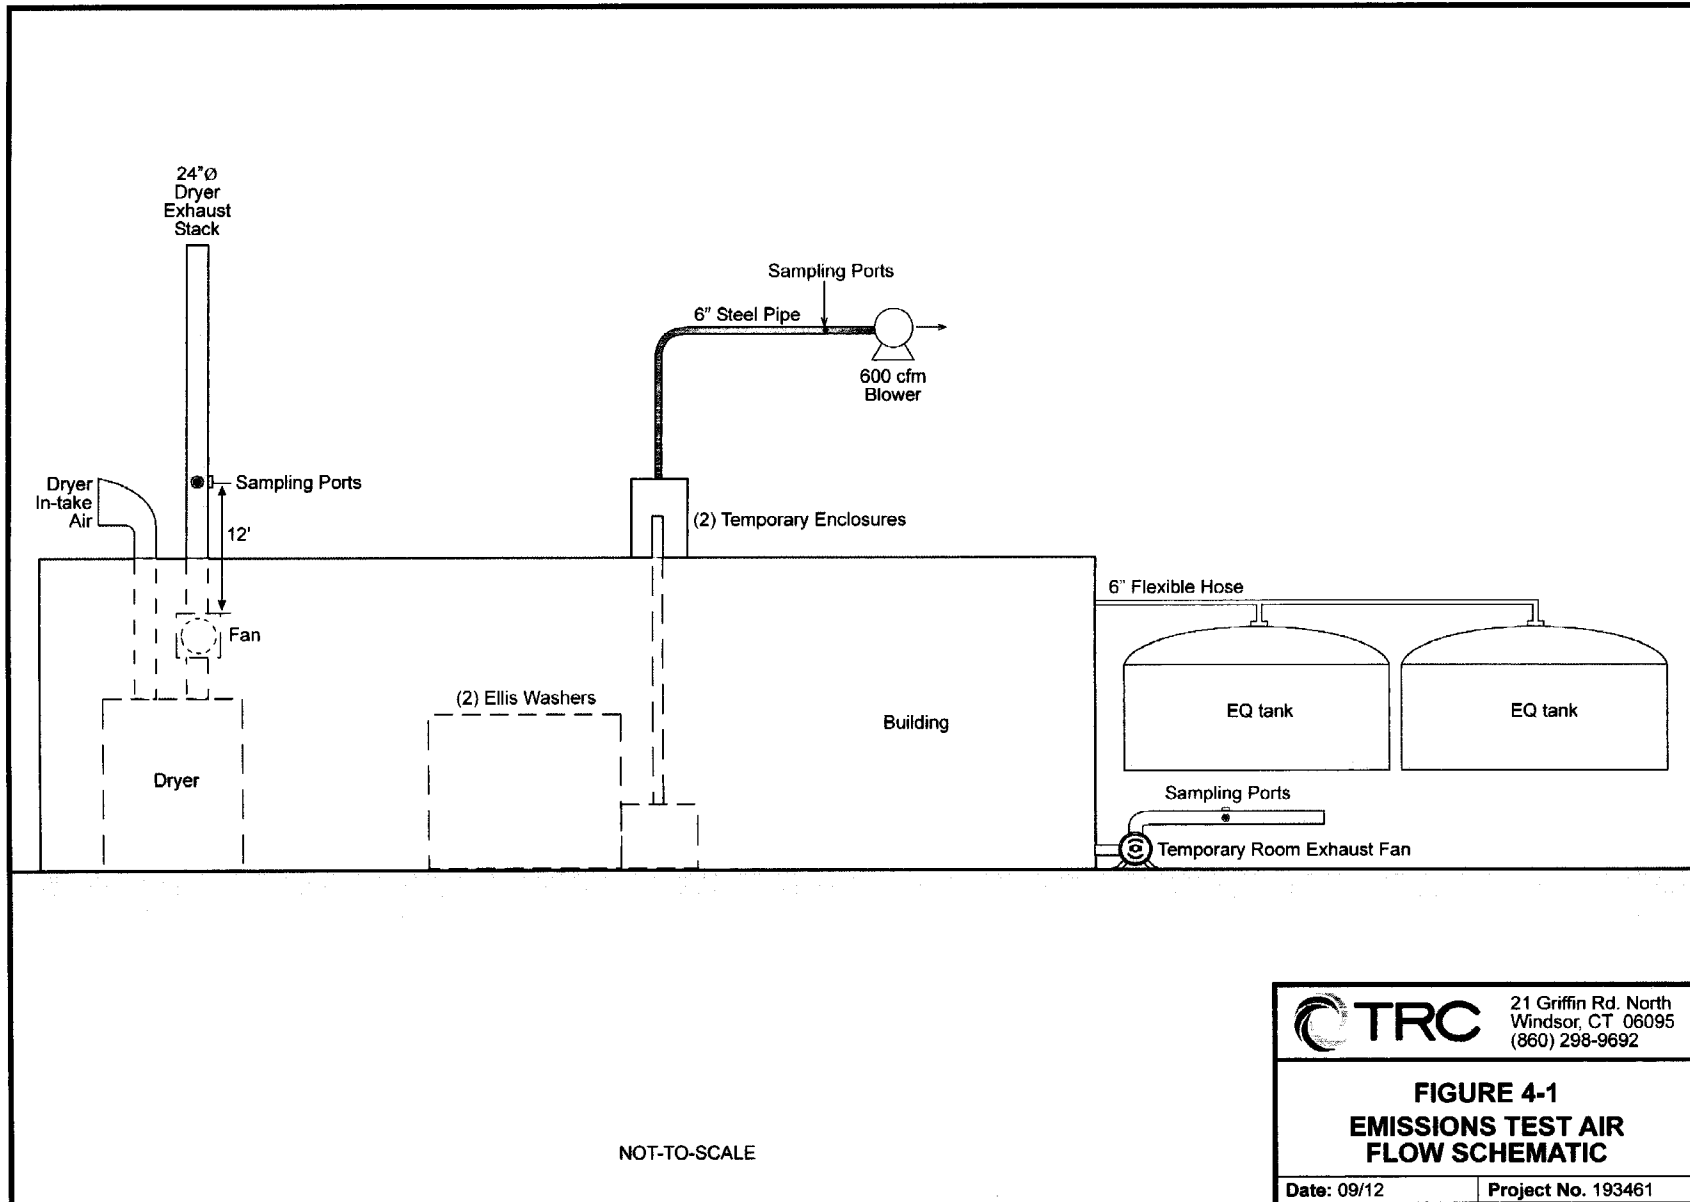 24"Ø
Dryer
Exhaust
Stack
Sampling Ports
6" Steel Pipe
600 cfm
Blower
Dryer
In-take
Air
Sampling Ports
12'
(2) Temporary Enclosures
6" Flexible Hose
Fan
(2) Ellis Washers
Building
EQ tank
EQ tank
Dryer
Sampling Ports
Temporary Room Exhaust Fan
TRC
21 Griffin Rd. North
Windsor, CT 06095
(860) 298-9692
FIGURE 4-1
EMISSIONS TEST AIR
FLOW SCHEMATIC
NOT-TO-SCALE
Date: 09/12
Project No. 193461